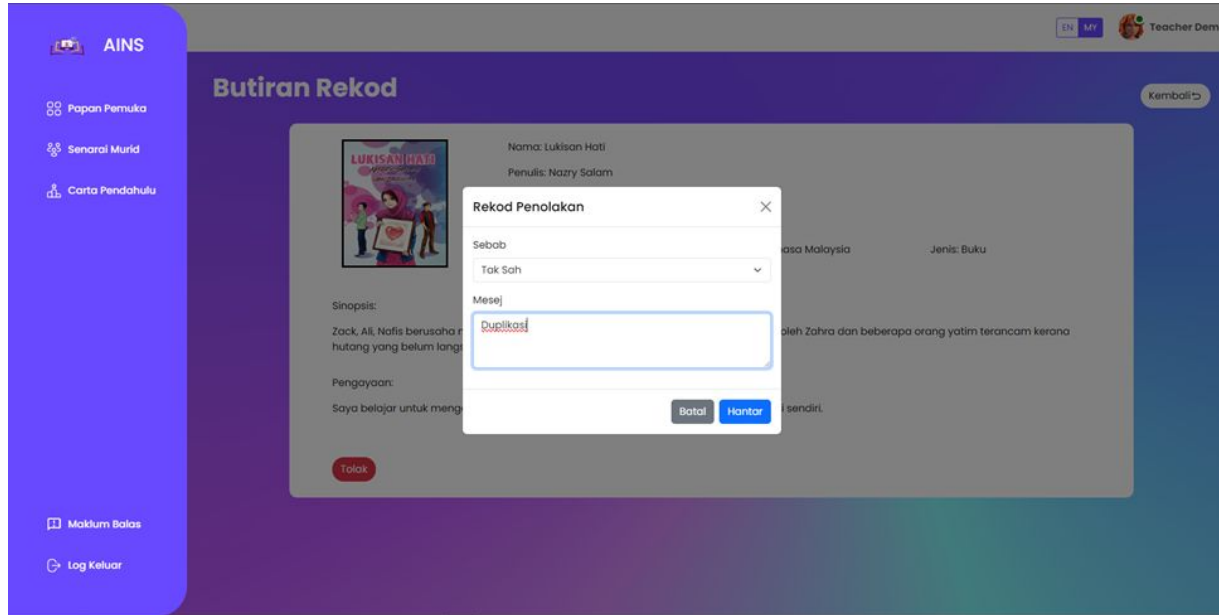 AINS
EN MY
Teacher Dem
Papan Pemuka
Senarai Murid
Carta Pendahulu
Maklum Balas
Log Keluar
Butiran Rekod
Kembali
LUKISAN HATI
Nama: Lukisan Hati
Penulis: Nazry Salam
asa Malaysia
Jenis: Buku
Rekod Penolakan
Sebab
Tak Sah
Mesej
Duplikasi
Batal Hantar
Sinopsis:
Zack, Ali, Nafis berusaha oleh Zahra dan beberapa orang yatim terancam kerana
hutang yang belum langs
Pengayaan:
Saya belajar untuk meng sendiri.
Tolak